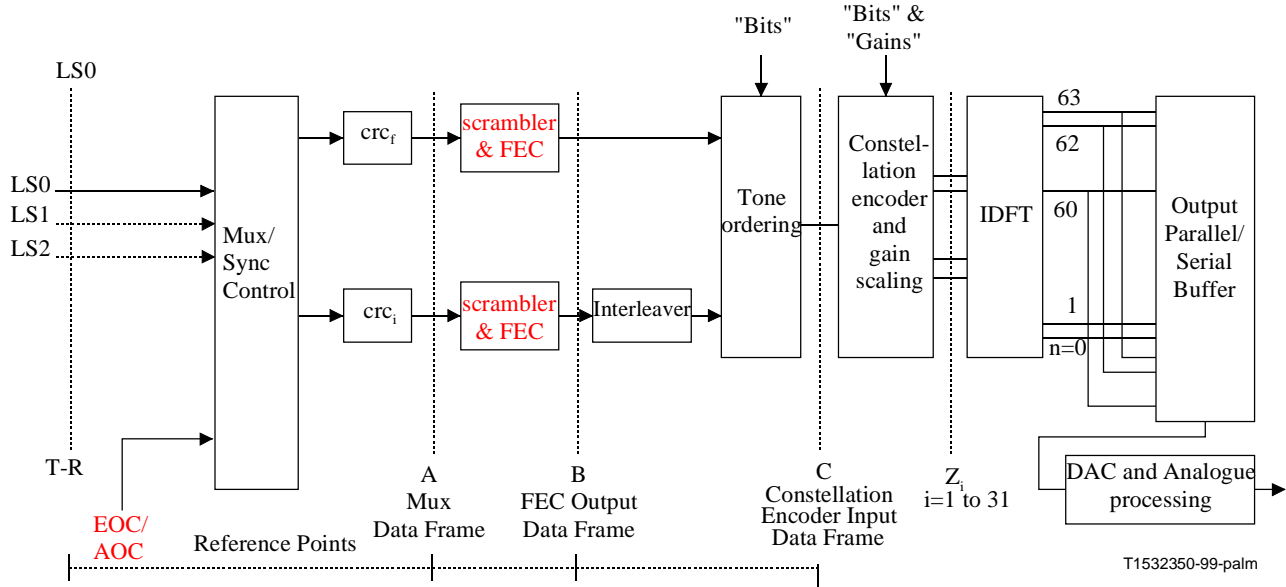 "Bits"
"Bits" &
"Gains"
LS0
63
crc_f
scrambler
& FEC
62
Constel-
lation
encoder
and
gain
scaling
LS0
LS1
LS2
Mux/
Sync
Control
Tone
ordering
IDFT
60
Output
Parallel/
Serial
Buffer
crc_i
scrambler
& FEC
Interleaver
1
n=0
T-R
A
Mux
Data Frame
B
FEC Output
Data Frame
C
Constellation
Encoder Input
Data Frame
Z_i
i=1 to 31
DAC and Analogue
processing
EOC/
AOC
Reference Points
T1532350-99-palm